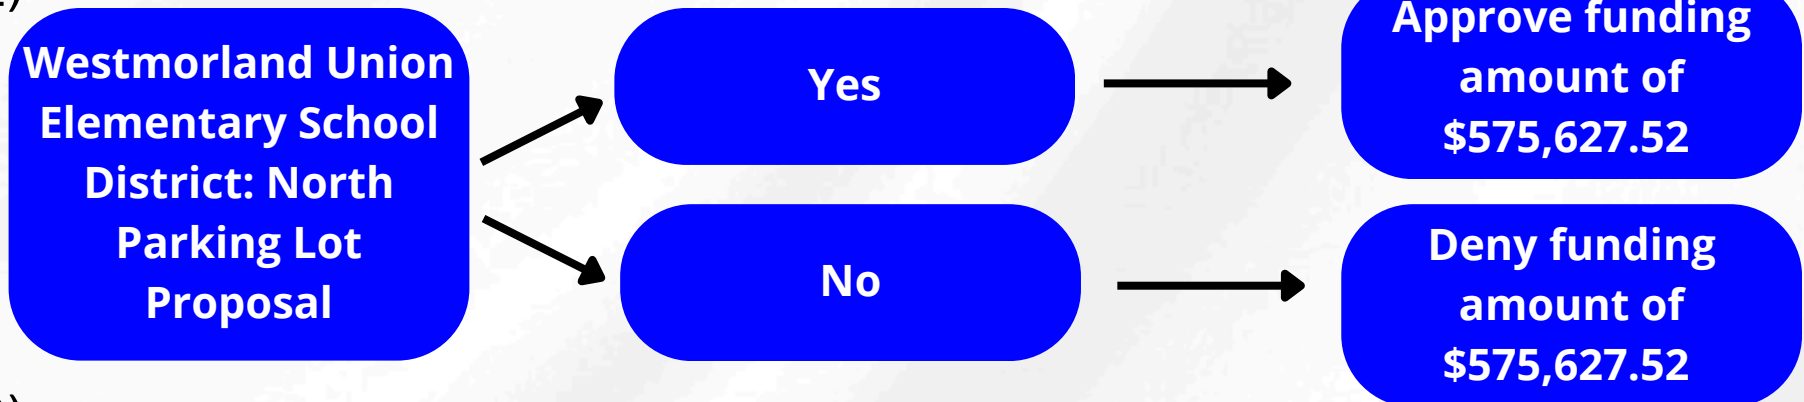 Westmorland Union
Elementary School
District: North
Parking Lot
Proposal
Yes
Approve funding
amount of
$575,627.52
No
Deny funding
amount of
$575,627.52